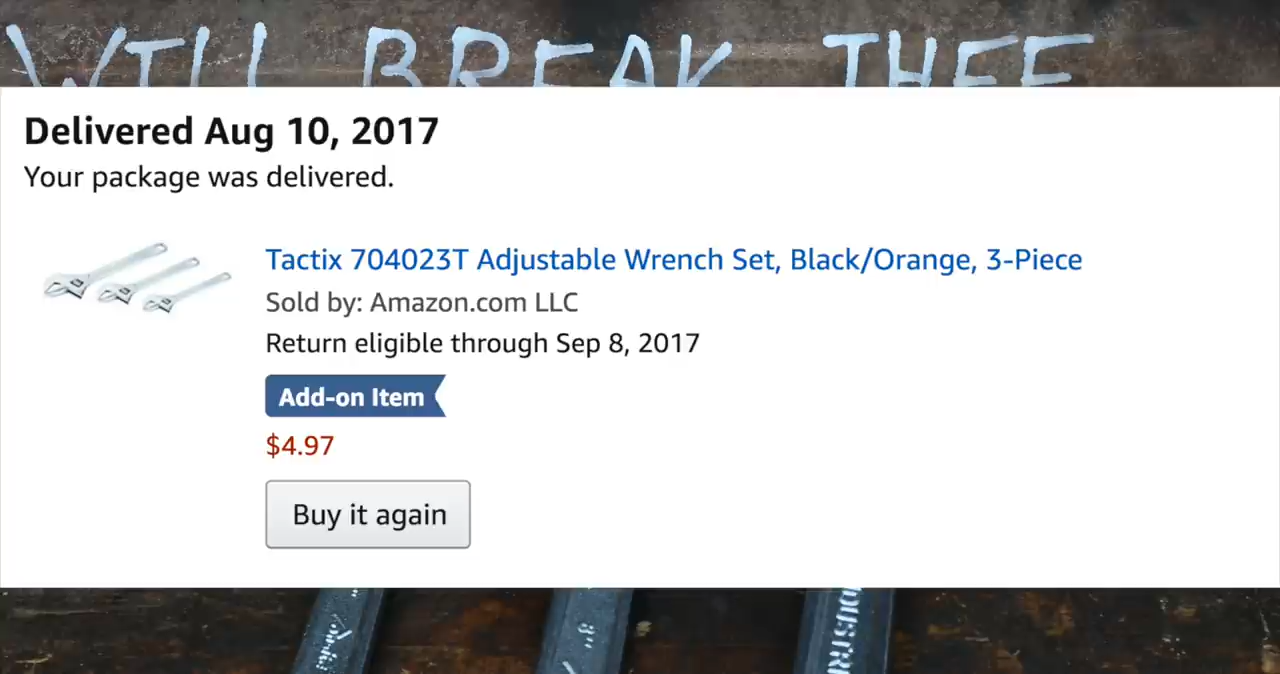 WILL BREAK THEE
Delivered Aug 10, 2017
Your package was delivered.
Tactix 704023T Adjustable Wrench Set, Black/Orange, 3-Piece
Sold by: Amazon.com LLC
Return eligible through Sep 8, 2017
Add-on Item
$4.97
Buy it again
8"